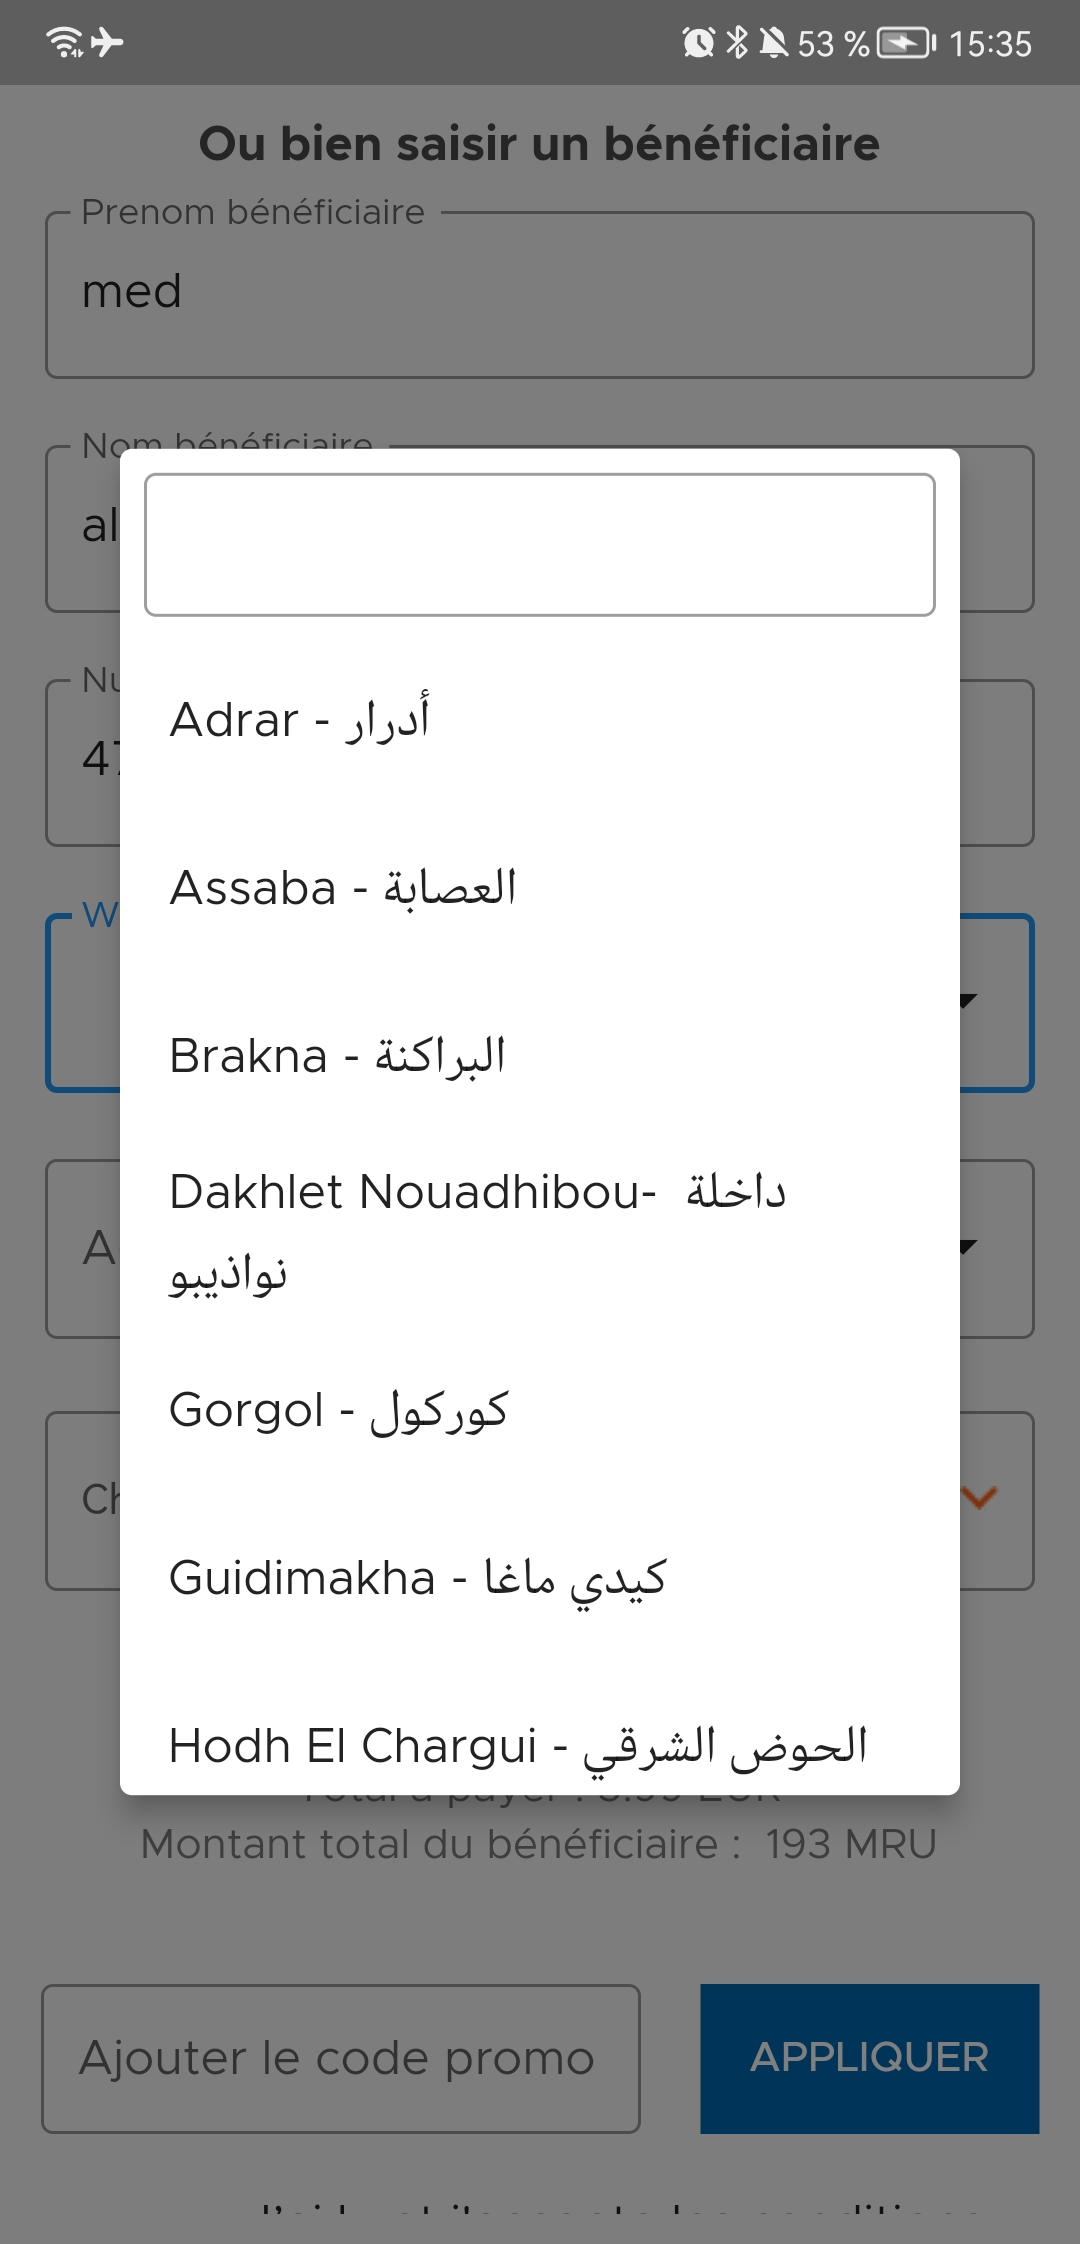 53 % 15:35
Ou bien saisir un bénéficiaire
Prenom bénéficiaire
med
Nom bénéficiaire
al
Nu
47
W
Adrar - أدرار
Assaba - العصابة
Brakna - البراكنة
Dakhlet Nouadhibou- داخلة
نواذيبو
Gorgol - كوركول
Guidimakha - كيدي ماغا
Hodh El Chargui - الحوض الشرقي
A
Ch
Montant total du bénéficiaire : 193 MRU
Ajouter le code promo
APPLIQUER